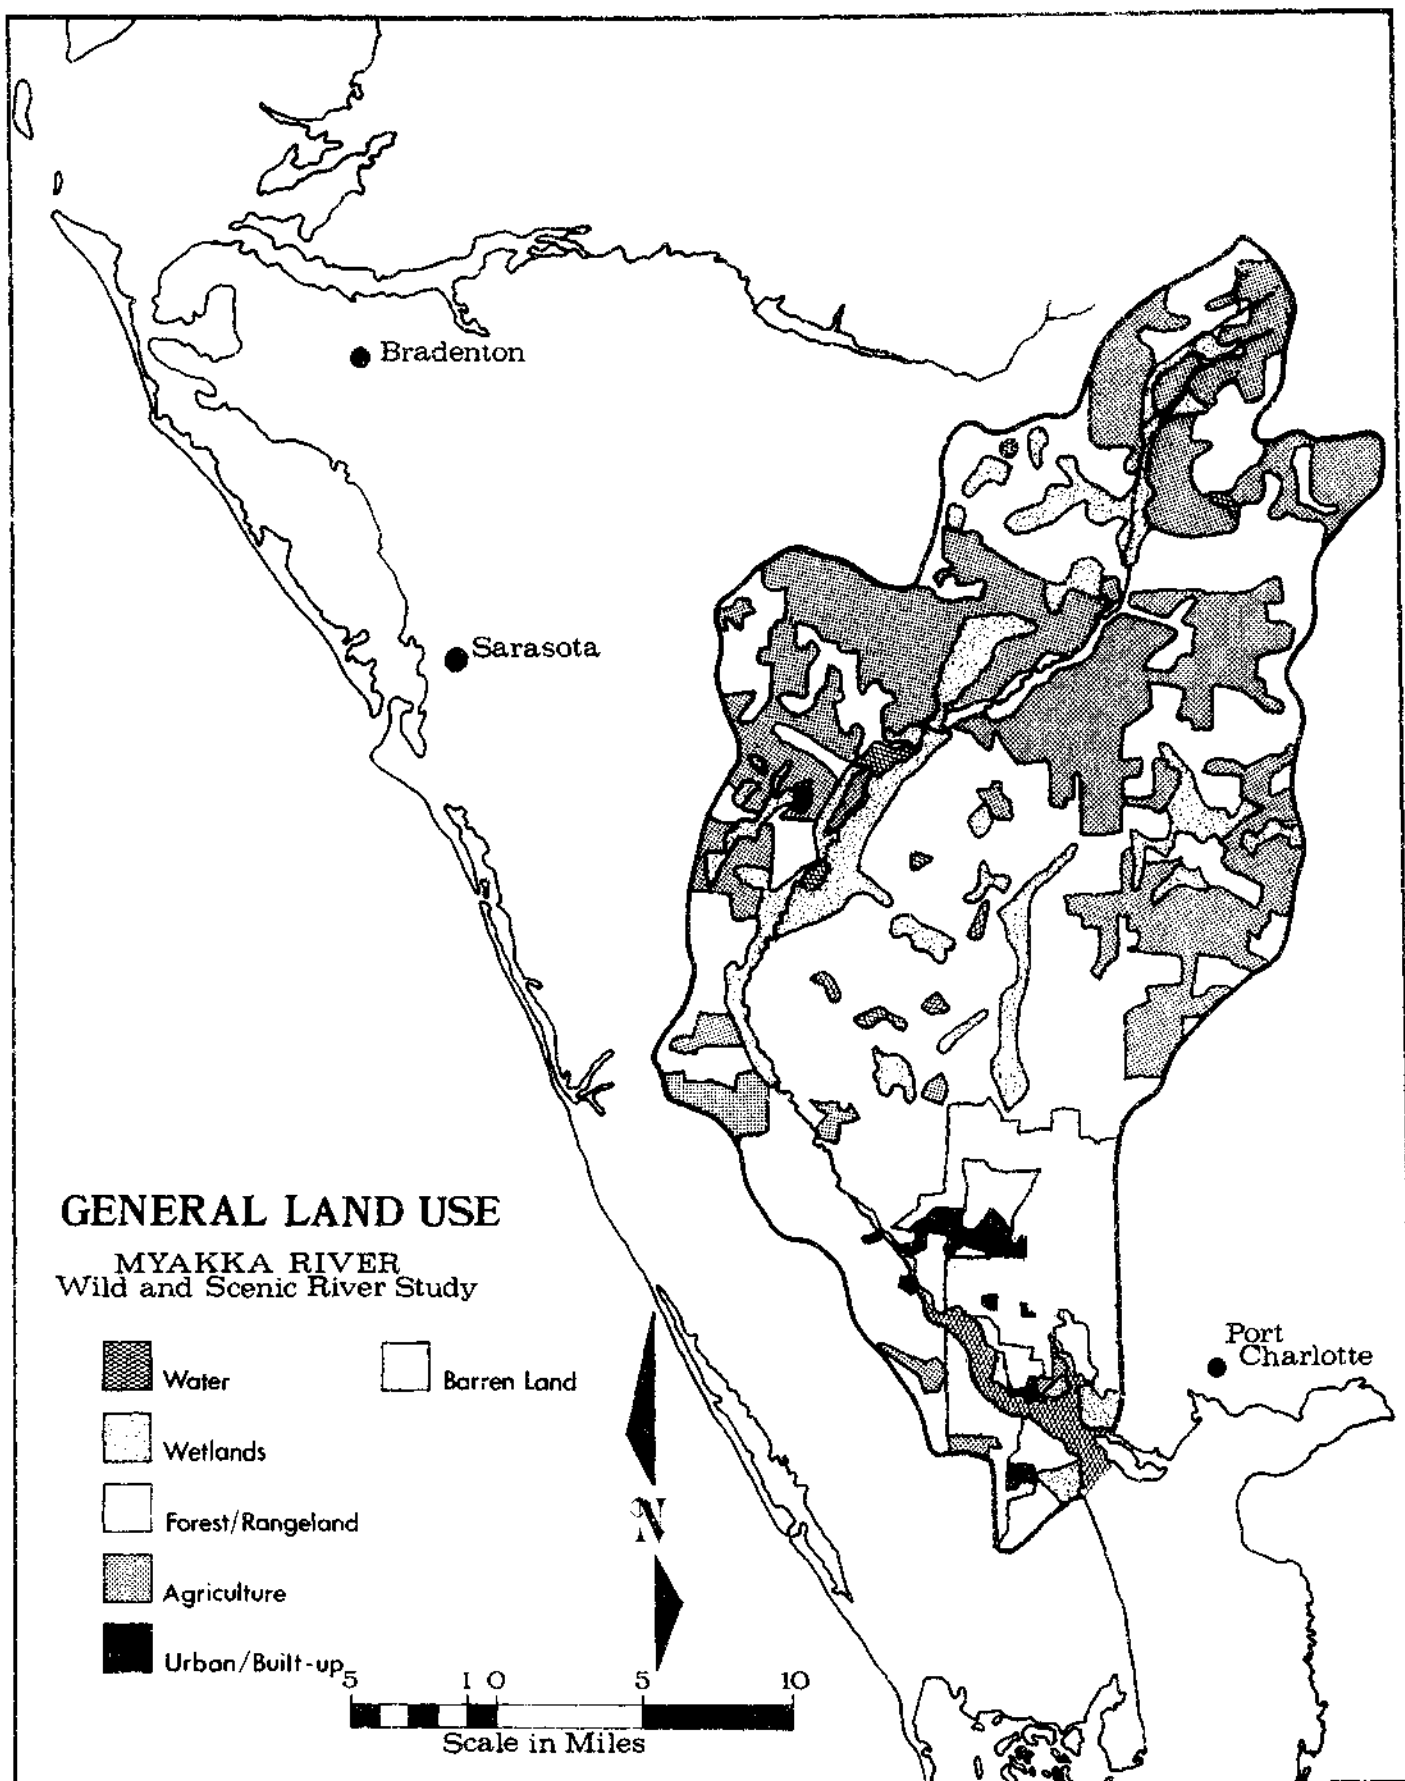 Bradenton
Sarasota
GENERAL LAND USE
MYAKKA RIVER
Wild and Scenic River Study
Water
Barren Land
Wetlands
Forest/Rangeland
Agriculture
Urban/Built-up
N
Port
Charlotte
5 1 0 5 10
Scale in Miles